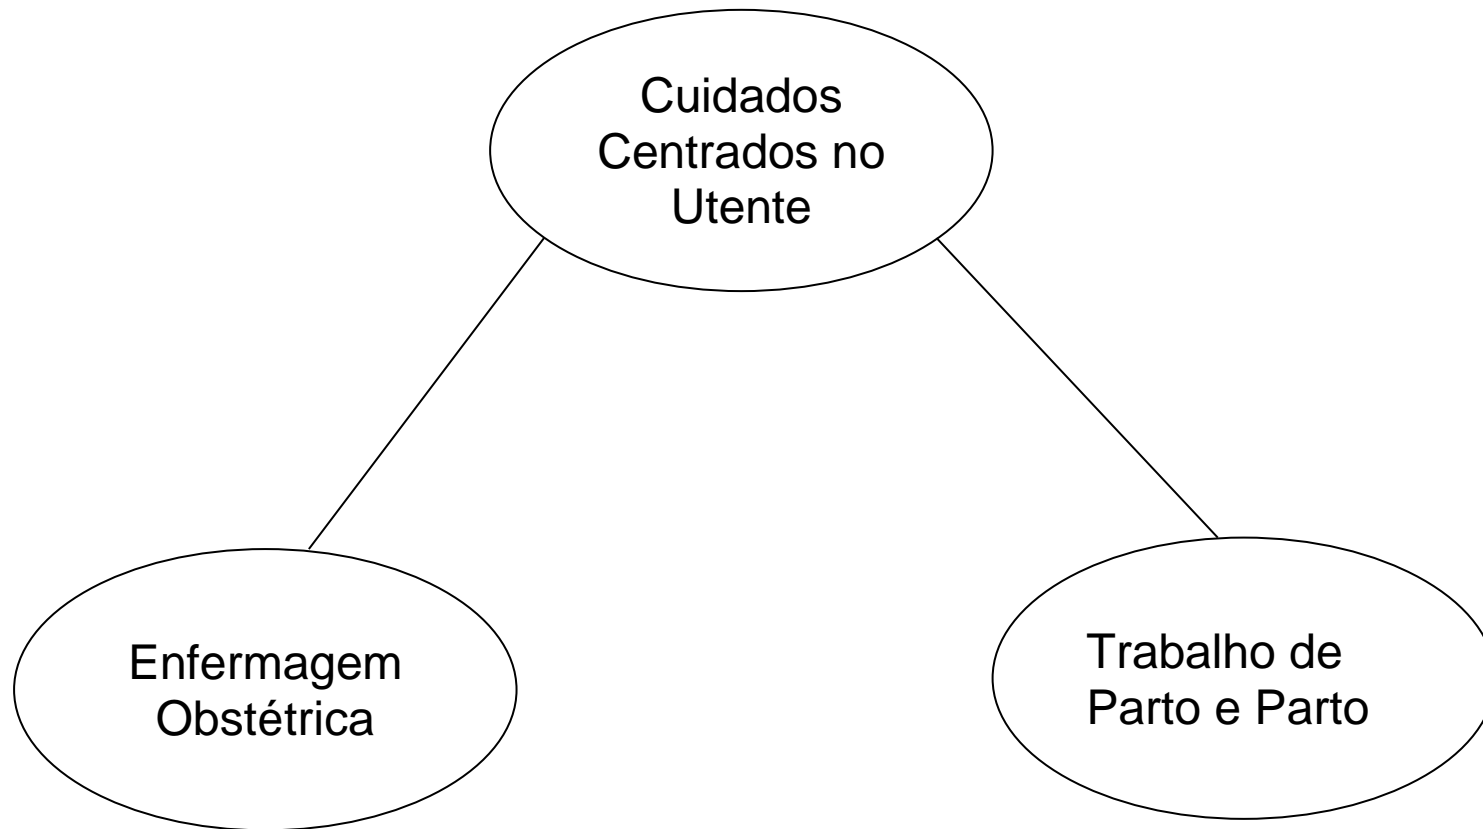 Cuidados
Centrados no
Utente
Enfermagem
Obstétrica
Trabalho de
Parto e Parto